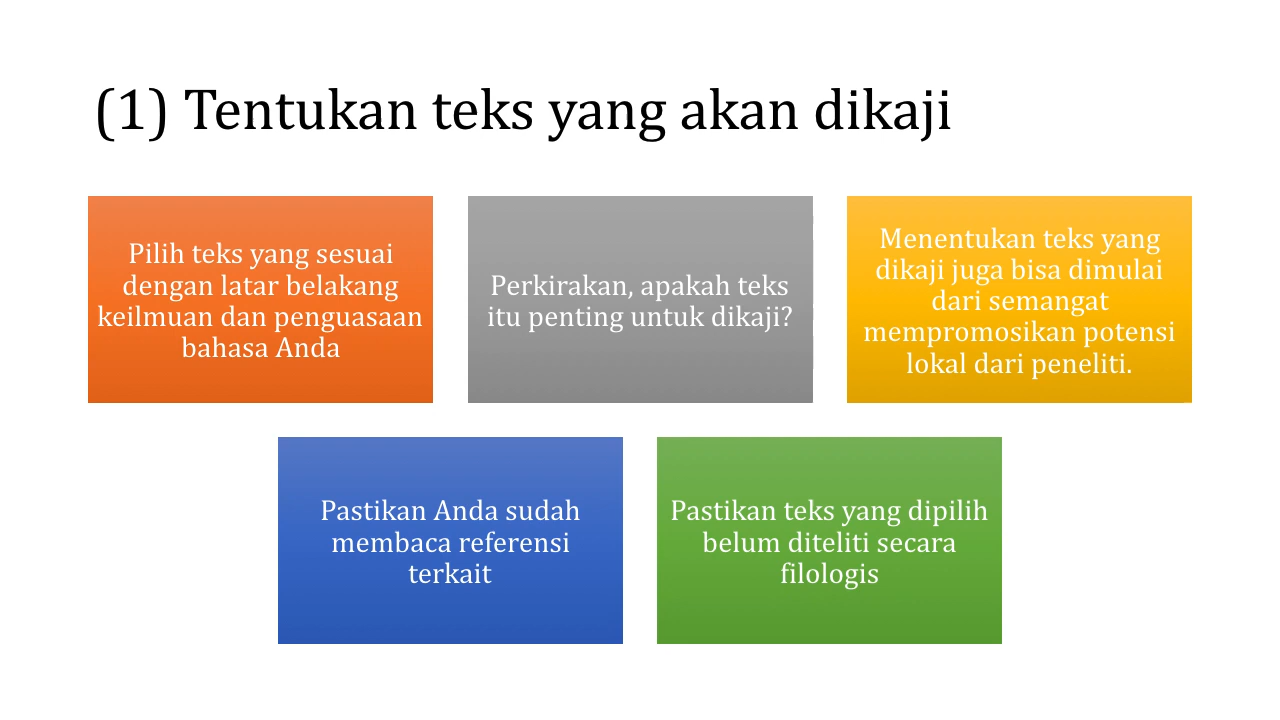 (1) Tentukan teks yang akan dikaji
Pilih teks yang sesuai
dengan latar belakang
keilmuan dan penguasaan
bahasa Anda
Perkirakan, apakah teks
itu penting untuk dikaji?
Menentukan teks yang
dikaji juga bisa dimulai
dari semangat
mempromosikan potensi
lokal dari peneliti.
Pastikan Anda sudah
membaca referensi
terkait
Pastikan teks yang dipilih
belum diteliti secara
filologis